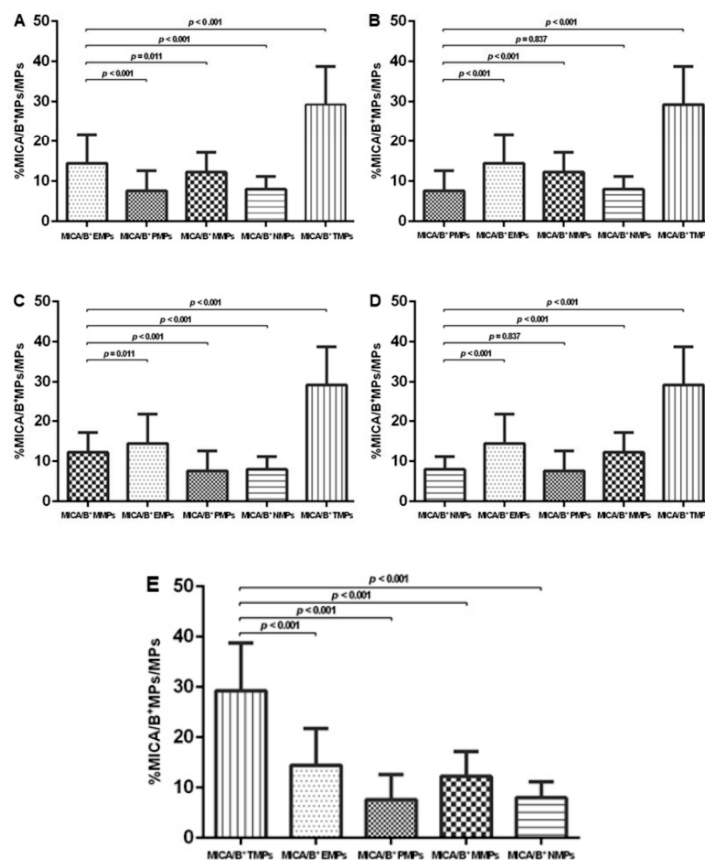 A
B
50
40
30
20
10
0
%MICA/B⁺MPs/MPs
p < 0.001
p < 0.001
p = 0.011
p < 0.001
MICA/B⁺EMPs MICA/B⁺PMPs MICA/B⁺MMPs MICA/B⁺NMPs MICA/B⁺TMPs
50
40
30
20
10
0
%MICA/B⁺MPs/MPs
p < 0.001
p = 0.837
p < 0.001
p < 0.001
MICA/B⁺PMPs MICA/B⁺EMPs MICA/B⁺MMPs MICA/B⁺NMPs MICA/B⁺TMP
C
D
50
40
30
20
10
0
%MICA/B⁺MPs/MPs
p < 0.001
p < 0.001
p < 0.001
p = 0.011
MICA/B⁺MMPs MICA/B⁺EMPs MICA/B⁺PMPs MICA/B⁺NMPs MICA/B⁺TMPs
50
40
30
20
10
0
%MICA/B⁺MPs/MPs
p < 0.001
p < 0.001
p = 0.837
p < 0.001
MICA/B⁺NMPs MICA/B⁺EMPs MICA/B⁺PMPs MICA/B⁺MMPs MICA/B⁺TMP
E
50
40
30
20
10
0
%MICA/B⁺MPs/MPs
p < 0.001
p < 0.001
p < 0.001
p < 0.001
MICA/B⁺TMPs MICA/B⁺EMPs MICA/B⁺PMPs MICA/B⁺MMPs MICA/B⁺NMPs